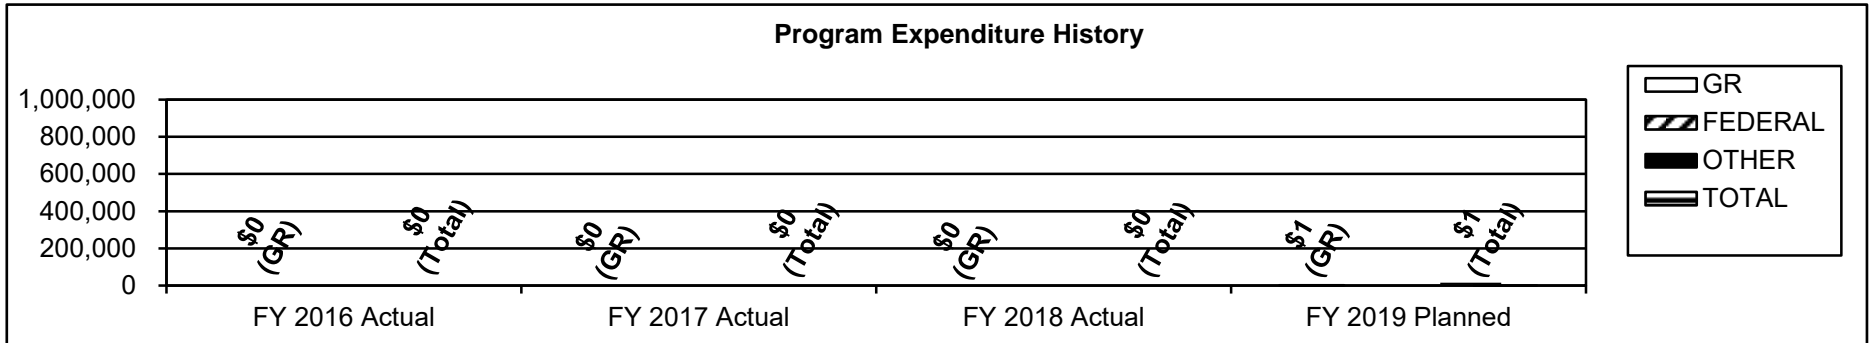 Program Expenditure History
1,000,000
800,000
600,000
400,000
200,000
0
$0
(GR)
$0
(Total)
$0
(GR)
$0
(Total)
$0
(GR)
$0
(Total)
$1
(GR)
$1
(Total)
FY 2016 Actual
FY 2017 Actual
FY 2018 Actual
FY 2019 Planned
GR
FEDERAL
OTHER
TOTAL